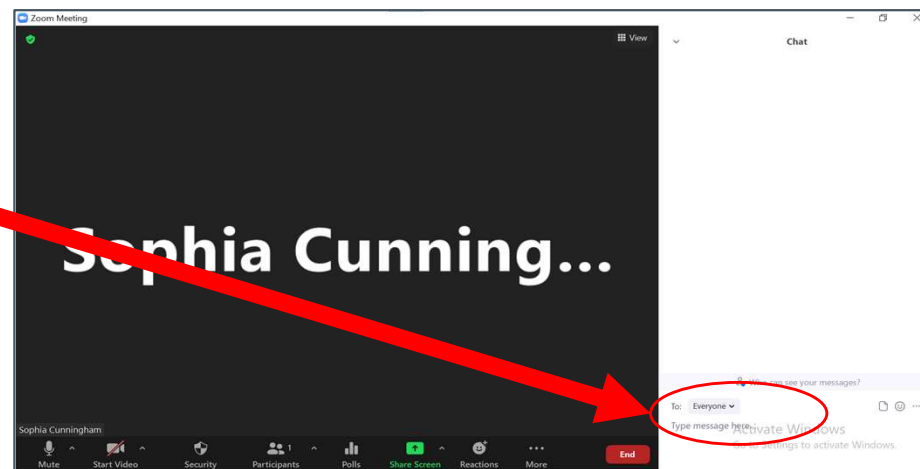 Zoom Meeting
View
Chat
Sophia Cunning...
Who can see your messages?
To: Everyone
Type message here...
Activate Windows
Go to Settings to activate Windows.
Sophia Cunningham
Mute
Start Video
Security
Participants 1
Polls
Share Screen
Reactions
More
End